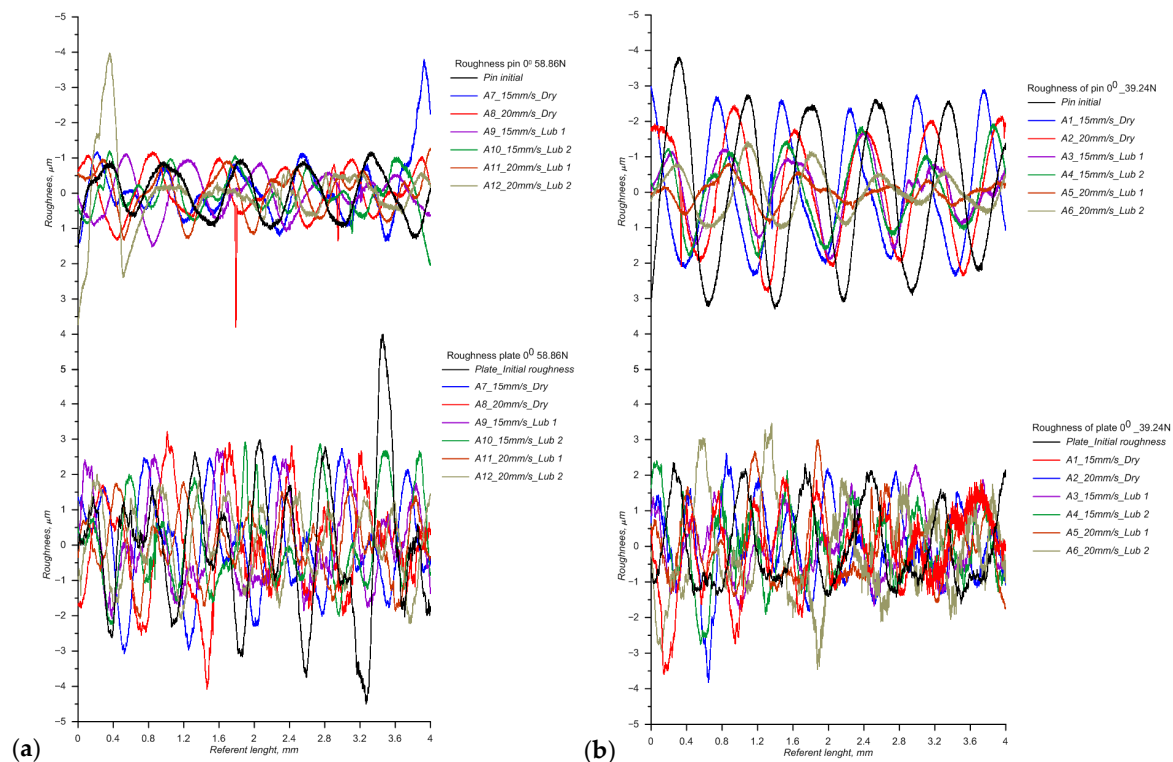 −5
−4
−3
−2
−1
0
1
2
3
Roughnees, μm
Roughness pin 0⁰ 58.86N
Pin initial
A7_15mm/s_Dry
A8_20mm/s_Dry
A9_15mm/s_Lub 1
A10_15mm/s_Lub 2
A11_20mm/s_Lub 1
A12_20mm/s_Lub 2
5
4
3
2
1
0
−1
−2
−3
−4
−5
Roughnees, μm
Roughness plate 0⁰ 58.86N
Plate_Initial roughness
A7_15mm/s_Dry
A8_20mm/s_Dry
A9_15mm/s_Lub 1
A10_15mm/s_Lub 2
A11_20mm/s_Lub 1
A12_20mm/s_Lub 2
0 0.4 0.8 1.2 1.6 2 2.4 2.8 3.2 3.6 4
Referent lenght, mm
(a)
−5
−4
−3
−2
−1
0
1
2
3
4
Roughnees, μm
Roughness of pin 0⁰_39.24N
Pin initial
A1_15mm/s_Dry
A2_20mm/s_Dry
A3_15mm/s_Lub 1
A4_15mm/s_Lub 2
A5_20mm/s_Lub 1
A6_20mm/s_Lub 2
5
4
3
2
1
0
−1
−2
−3
−4
−5
Roughnees, μm
Roughness of plate 0⁰_39.24N
Plate_Initial roughness
A1_15mm/s_Dry
A2_20mm/s_Dry
A3_15mm/s_Lub 1
A4_15mm/s_Lub 2
A5_20mm/s_Lub 1
A6_20mm/s_Lub 2
0 0.4 0.8 1.2 1.6 2 2.4 2.8 3.2 3.6 4
Referent lenght, mm
(b)